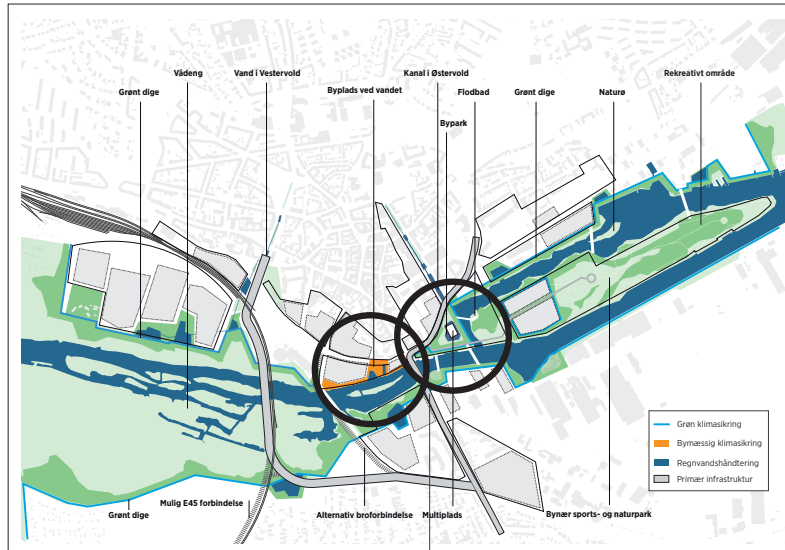 Vådeng
Vand i Vestervold
Kanal i Østervold
Rekreativt område
Grønt dige
Byplads ved vandet
Flodbad
Grønt dige
Naturø
Bypark
Grøn klimasikring
Bymæssig klimasikring
Regnvandshåndtering
Primær infrastruktur
Grønt dige
Mulig E45 forbindelse
Alternativ broforbindelse
Multiplads
Bynær sports- og naturpark